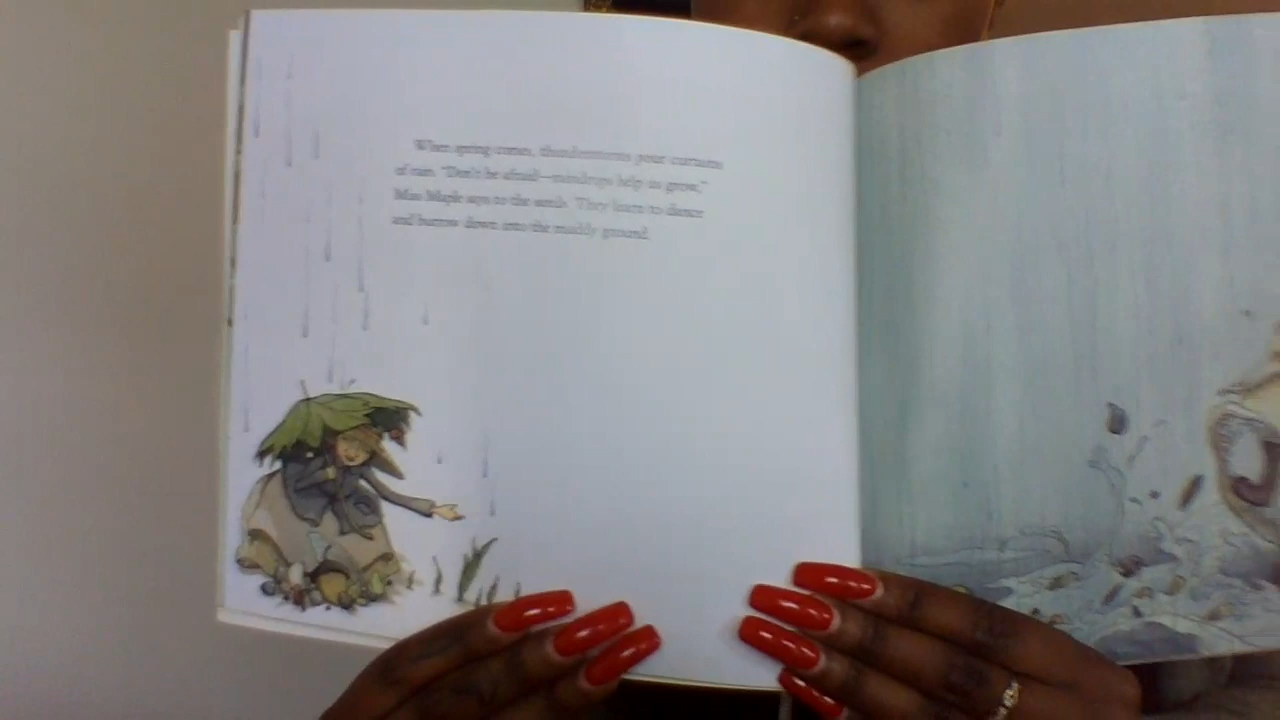 When spring comes, thunderstorms pour curtains
of rain. "Don't be afraid—raindrops help us grow,"
Miss Maple says to the seeds. They learn to dance
and burrow down into the muddy ground.